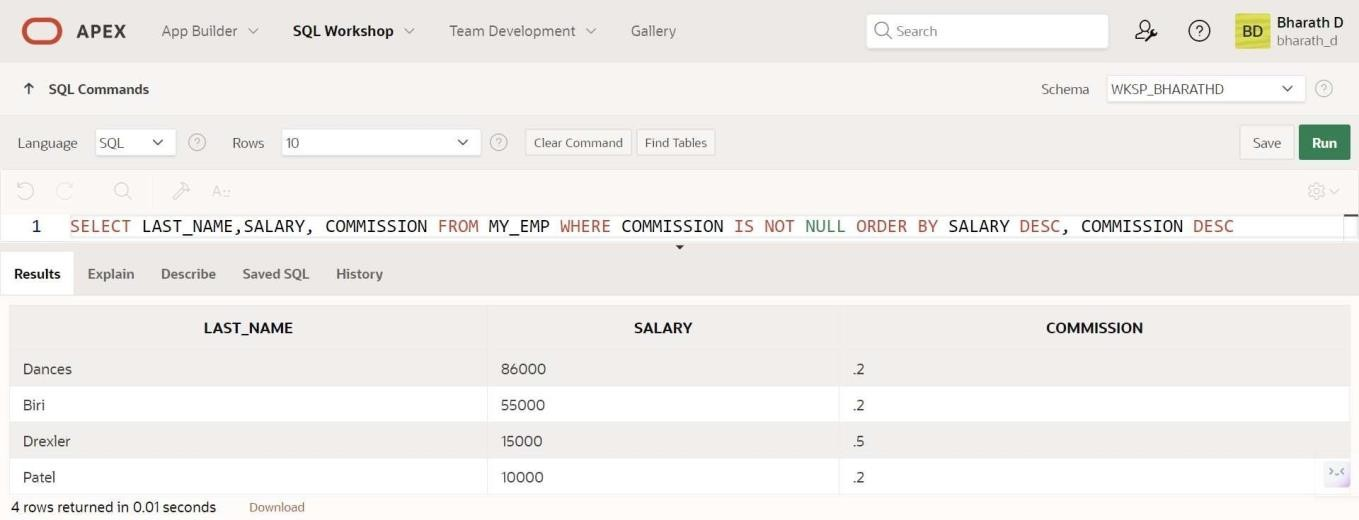 APEX App Builder SQL Workshop Team Development Gallery Search BD Bharath D
bharath_d
↑ SQL Commands Schema WKSP_BHARATHD
Language SQL Rows 10 Clear Command Find Tables Save Run
A::
1 SELECT LAST_NAME,SALARY, COMMISSION FROM MY_EMP WHERE COMMISSION IS NOT NULL ORDER BY SALARY DESC, COMMISSION DESC
Results Explain Describe Saved SQL History
LAST_NAME SALARY COMMISSION
Dances 86000 .2
Biri 55000 .2
Drexler 15000 .5
Patel 10000 .2
4 rows returned in 0.01 seconds Download